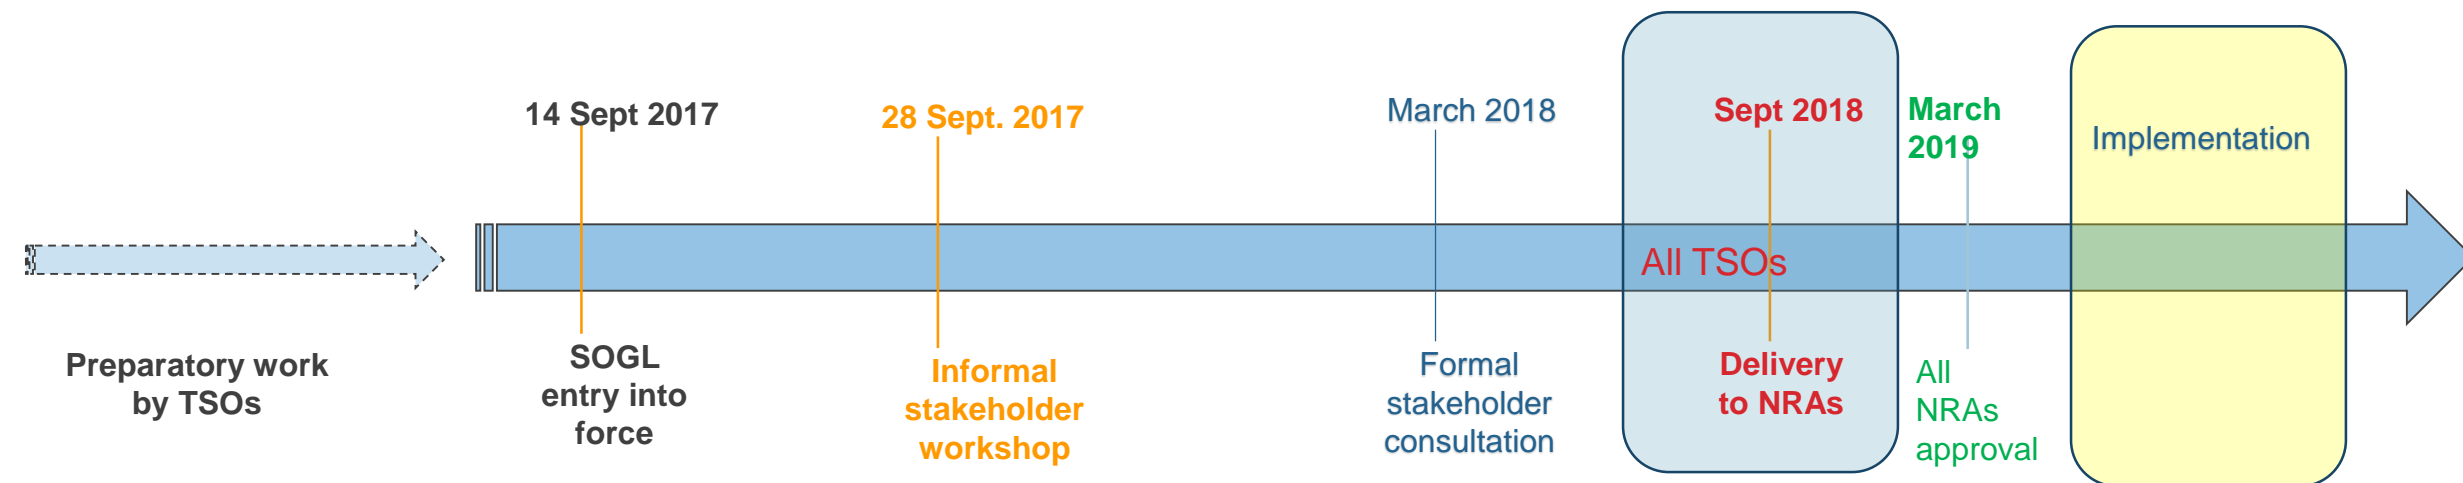 14 Sept 2017
28 Sept. 2017
March 2018
Sept 2018
March
2019
Implementation
All TSOs
Preparatory work
by TSOs
SOGL
entry into
force
Informal
stakeholder
workshop
Formal
stakeholder
consultation
Delivery
to NRAs
All
NRAs
approval